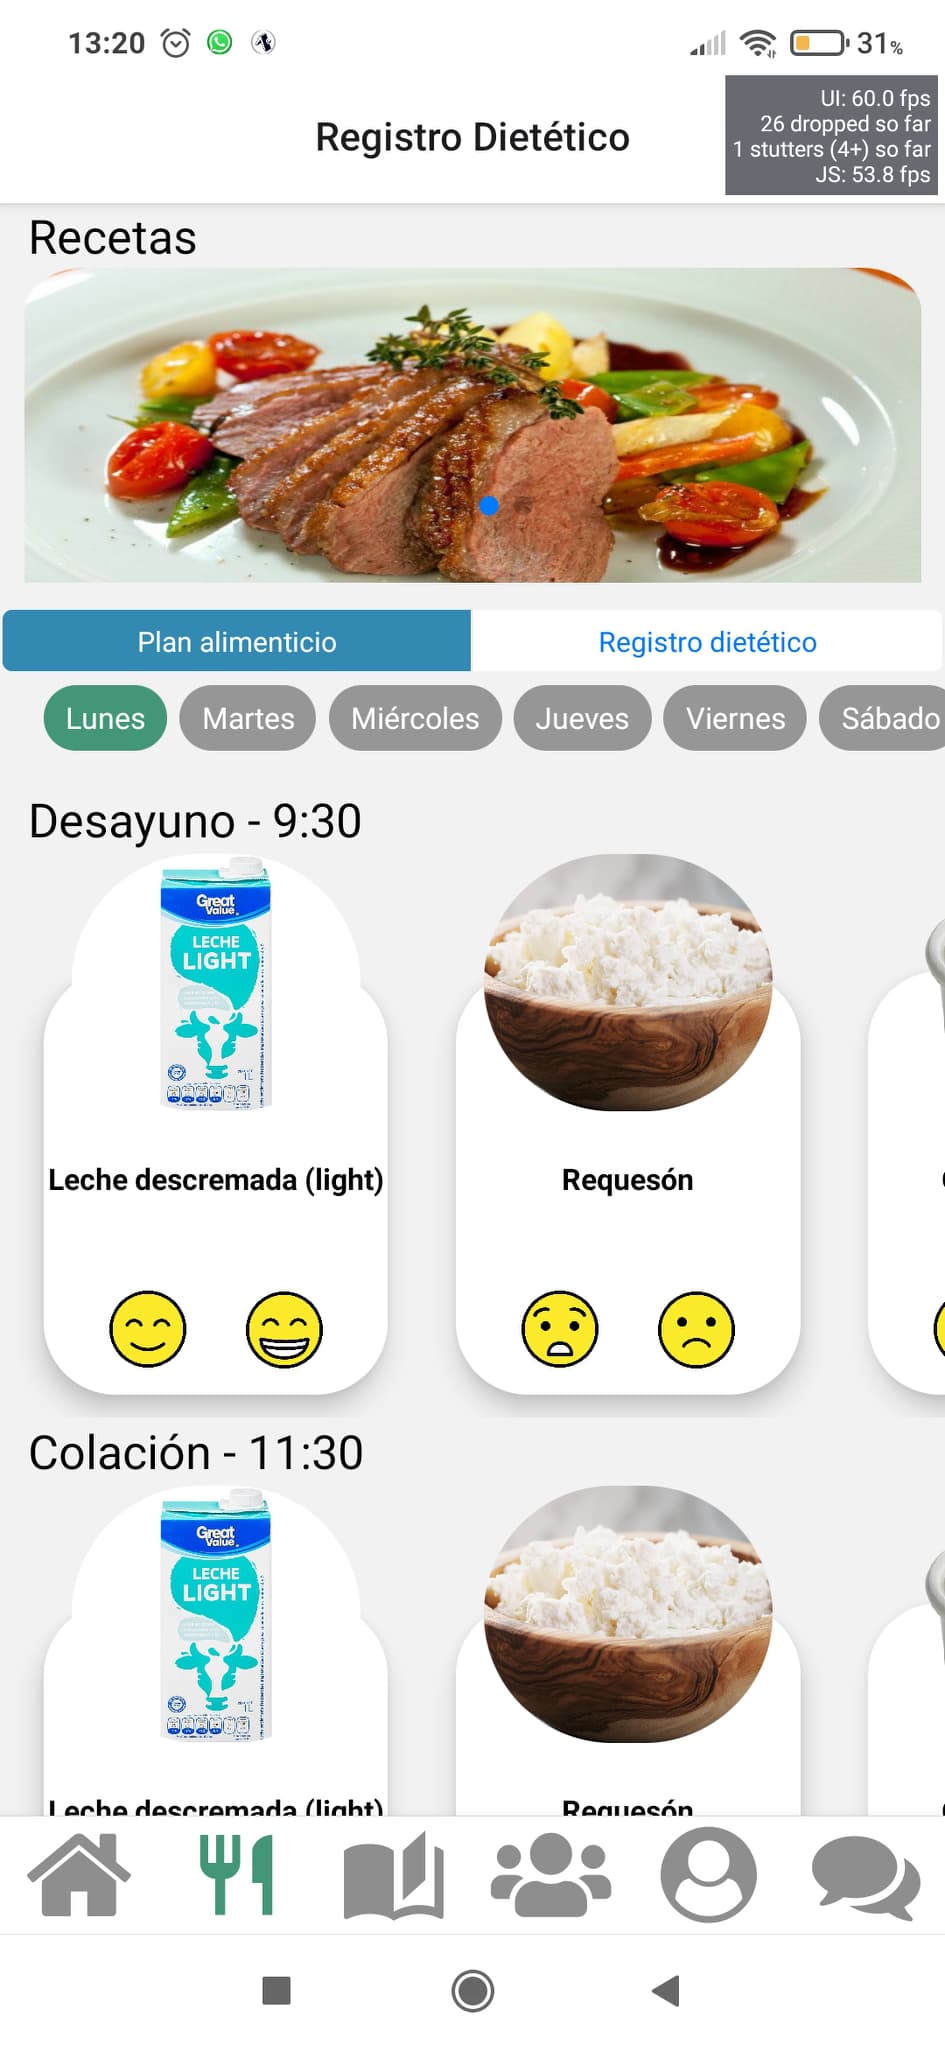 13:20
31%
UI: 60.0 fps
26 dropped so far
1 stutters (4+) so far
JS: 53.8 fps
Registro Dietético
Recetas
Plan alimenticio
Registro dietético
Lunes
Martes
Miércoles
Jueves
Viernes
Sábado
Desayuno - 9:30
Great
Value
LECHE
LIGHT
Leche descremada (light)
Requesón
Colación - 11:30
Great
Value
LECHE
LIGHT
Leche descremada (light)
Requesón